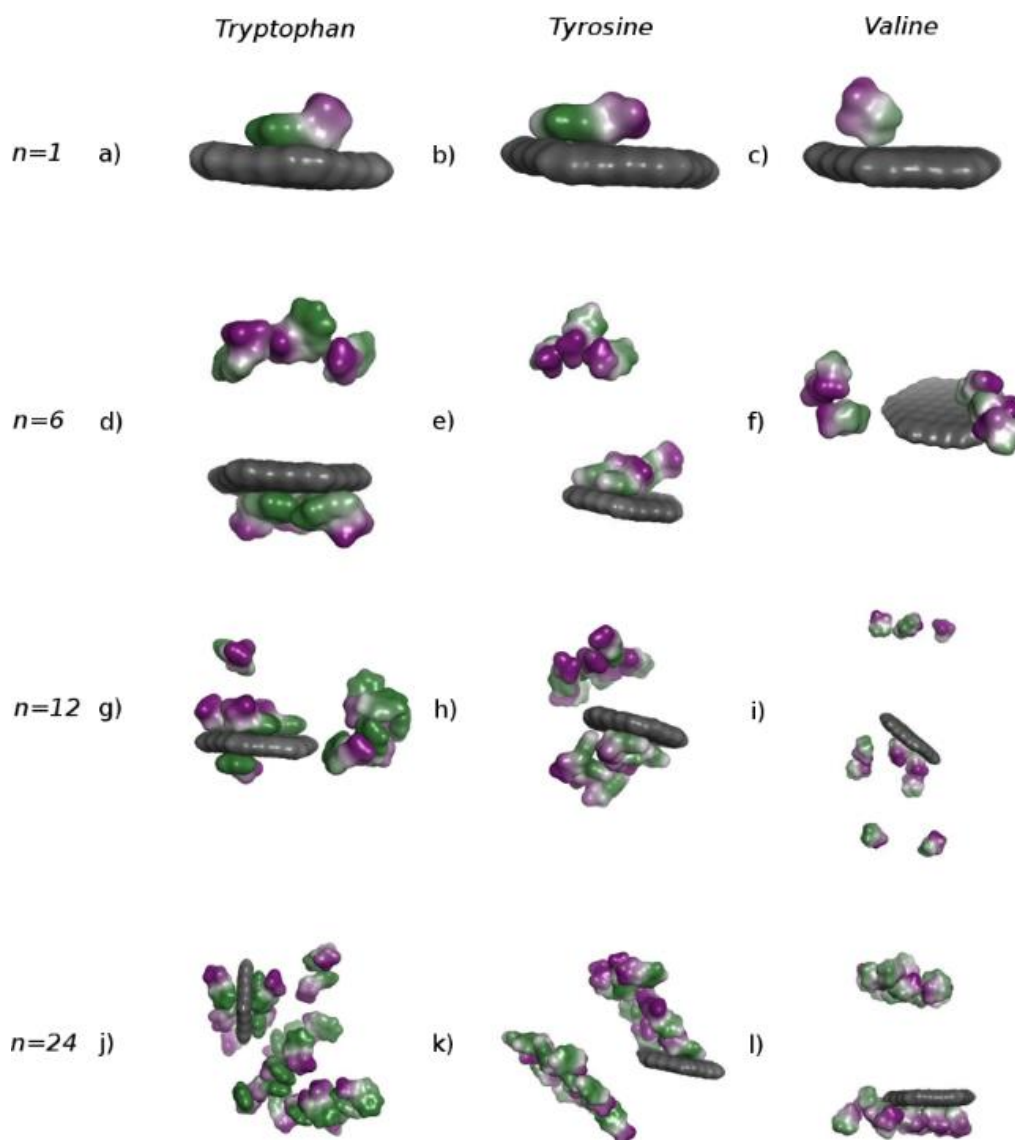 Tryptophan Tyrosine Valine
n=1 a) b) c)
n=6 d) e) f)
n=12 g) h) i)
n=24 j) k) l)